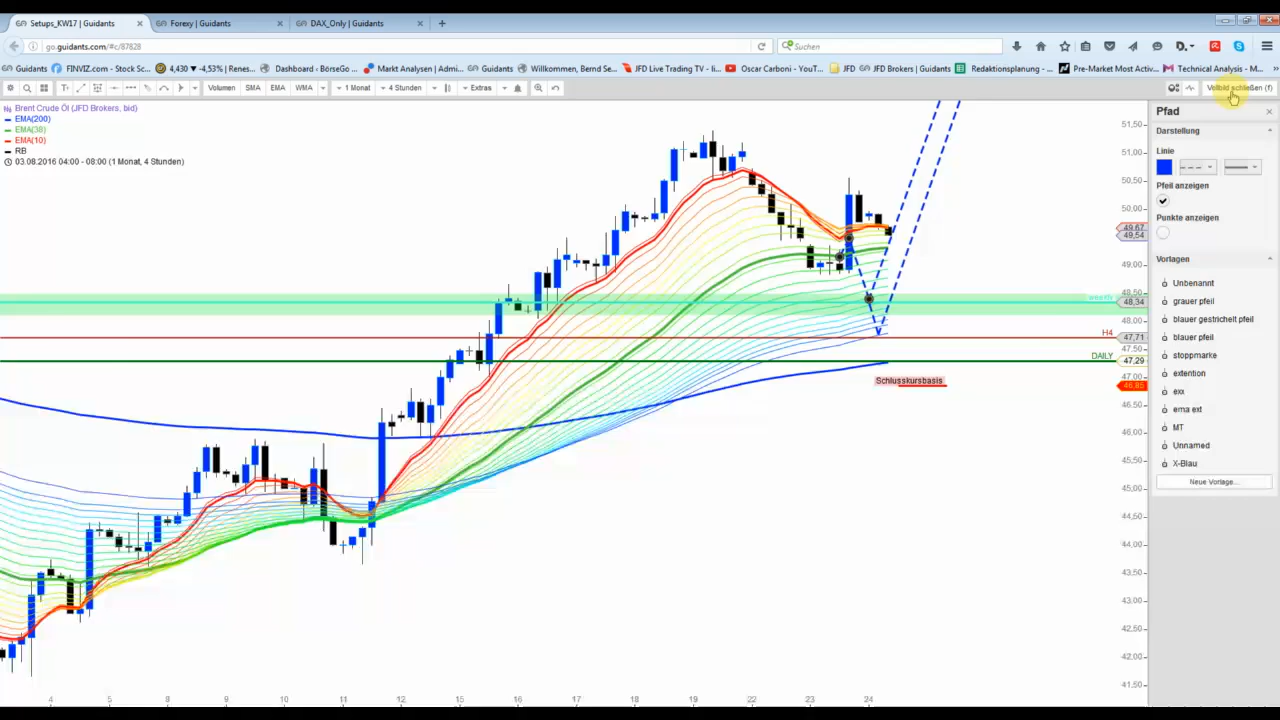 Setups_KW17 | Guidants
Forexy | Guidants
DAX_Only | Guidants
go.guidants.com/#c/87828
Suchen
Guidants
FINVIZ.com - Stock Sc...
4,430 ▾ -4,53% | Renes...
Dashboard - BörseGo ...
Markt Analysen | Admi...
Guidants
Willkommen, Bernd Se...
JFD Live Trading TV - li...
Oscar Carboni - YouT...
JFD
JFD Brokers | Guidants
Redaktionsplanung - ...
Pre-Market Most Activ...
Technical Analysis - M...
Volumen
SMA
EMA
WMA
1 Monat
4 Stunden
Extras
Vollbild schließen (f)
Brent Crude Öl (JFD Brokers, bid)
EMA(200)
EMA(38)
EMA(10)
RB
03.08.2016 04:00 - 08:00 (1 Monat, 4 Stunden)
51,50
51,00
50,50
50,00
49,67
49,54
49,00
48,50
weekly
48,34
48,00
H4
47,71
47,50
DAILY
47,29
47,00
Schlusskursbasis
46,85
46,50
46,00
45,50
45,00
44,50
44,00
43,50
43,00
42,50
42,00
41,50
4
5
8
9
10
11
12
15
16
17
18
19
22
23
24
Pfad
Darstellung
Linie
Pfeil anzeigen
Punkte anzeigen
Vorlagen
Unbenannt
grauer pfeil
blauer gestrichelt pfeil
blauer pfeil
stoppmarke
extention
exx
ema ext
MT
Unnamed
X-Blau
Neue Vorlage...